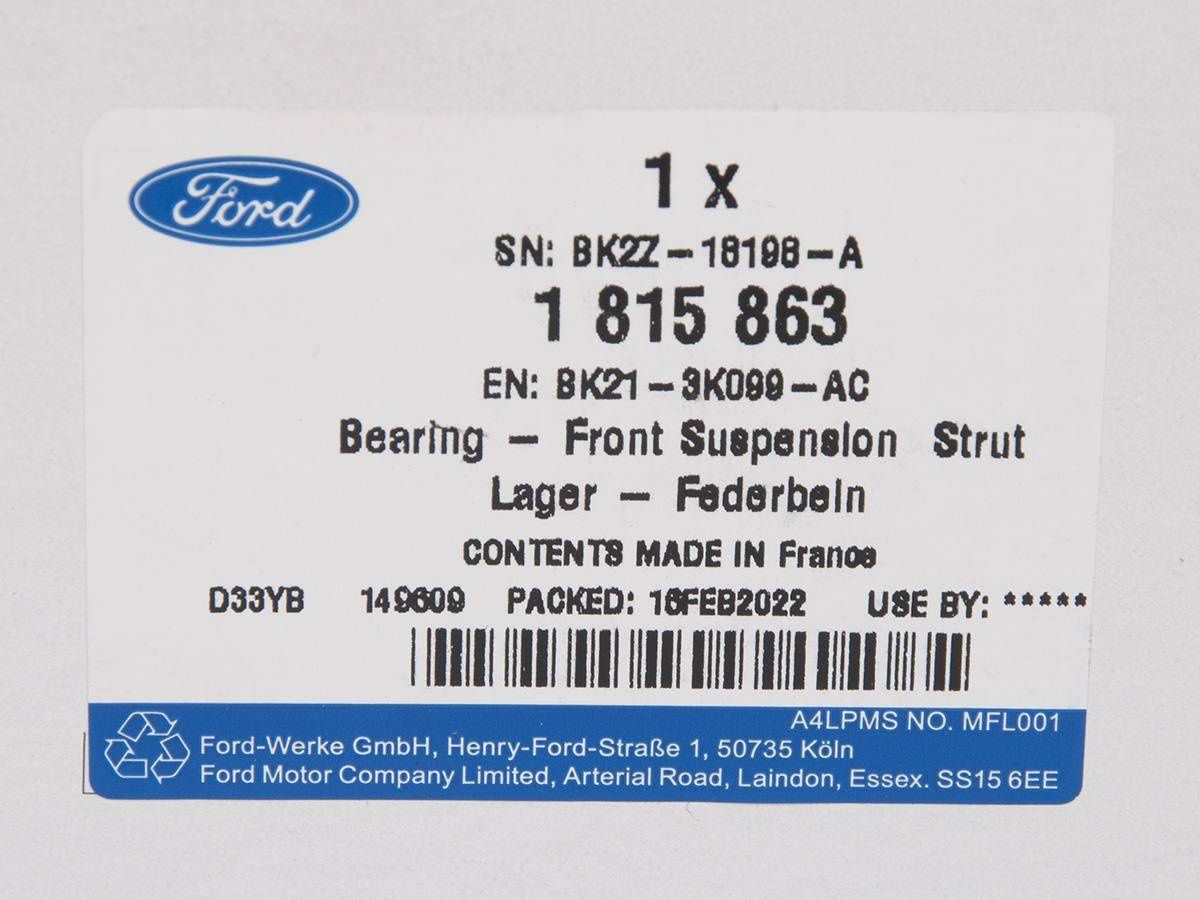 Ford
1 x
SN: BK2Z-18198-A
1 815 863
EN: BK21-3K099-AC
Bearing - Front Suspension Strut
Lager - Federbein
CONTENTS MADE IN France
D33YB 149609 PACKED: 16FEB2022 USE BY: *****
A4LPMS NO. MFL001
Ford-Werke GmbH, Henry-Ford-Straße 1, 50735 Köln
Ford Motor Company Limited, Arterial Road, Laindon, Essex. SS15 6EE